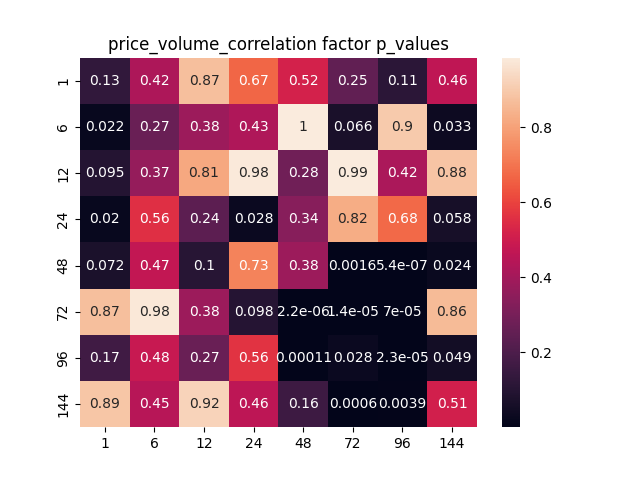 price_volume_correlation factor p_values
1 0.13 0.42 0.87 0.67 0.52 0.25 0.11 0.46
6 0.022 0.27 0.38 0.43 1 0.066 0.9 0.033 0.8
12 0.095 0.37 0.81 0.98 0.28 0.99 0.42 0.88
24 0.02 0.56 0.24 0.028 0.34 0.82 0.68 0.058 0.6
48 0.072 0.47 0.1 0.73 0.38 0.0016 5.4e-07 0.024 0.4
72 0.87 0.98 0.38 0.098 2.2e-06 1.4e-05 7e-05 0.86
96 0.17 0.48 0.27 0.56 0.00011 0.028 2.3e-05 0.049 0.2
144 0.89 0.45 0.92 0.46 0.16 0.0006 0.0039 0.51
1 6 12 24 48 72 96 144